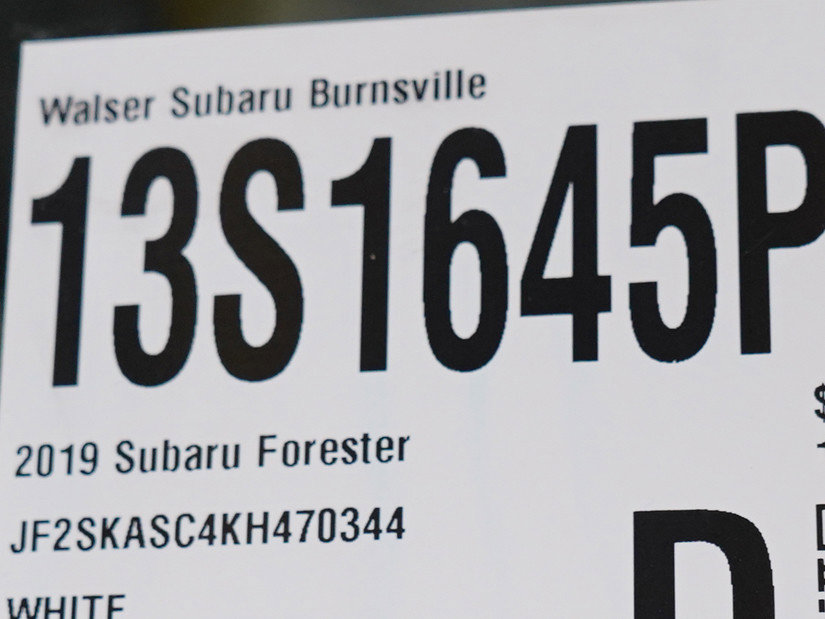 Walser Subaru Burnsville
13S1645P
2019 Subaru Forester
JF2SKASC4KH470344
WHITE
$
D